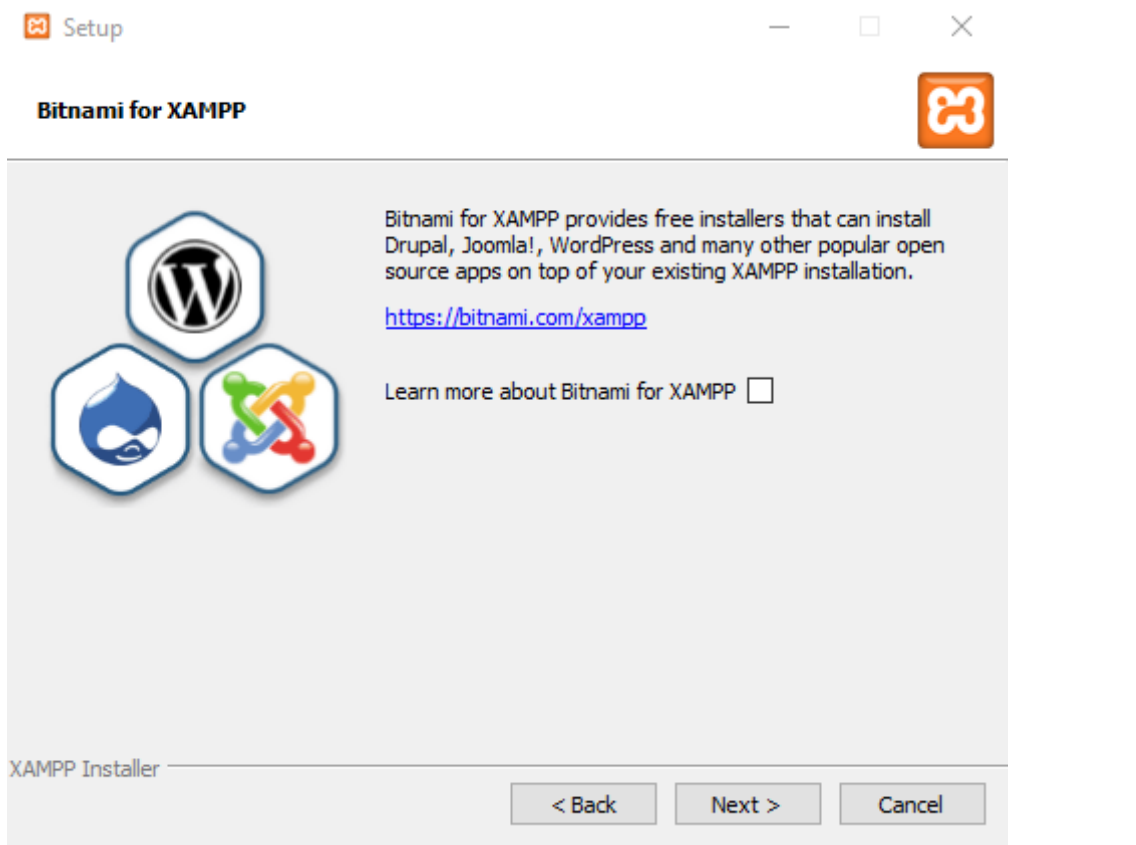 Setup
Bitnami for XAMPP
Bitnami for XAMPP provides free installers that can install
Drupal, Joomla!, WordPress and many other popular open
source apps on top of your existing XAMPP installation.
https://bitnami.com/xampp
Learn more about Bitnami for XAMPP
XAMPP Installer
< Back Next > Cancel